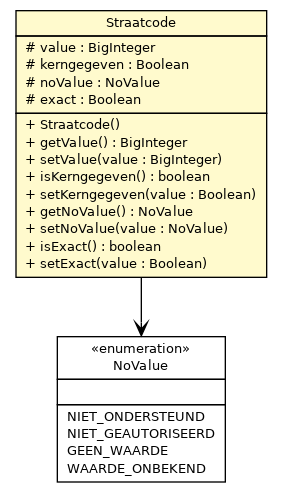 Straatcode
# value : BigInteger
# kerngegeven : Boolean
# noValue : NoValue
# exact : Boolean
+ Straatcode()
+ getValue() : BigInteger
+ setValue(value : BigInteger)
+ isKerngegeven() : boolean
+ setKerngegeven(value : Boolean)
+ getNoValue() : NoValue
+ setNoValue(value : NoValue)
+ isExact() : boolean
+ setExact(value : Boolean)
«enumeration»
NoValue
NIET_ONDERSTEUND
NIET_GEAUTORISEERD
GEEN_WAARDE
WAARDE_ONBEKEND